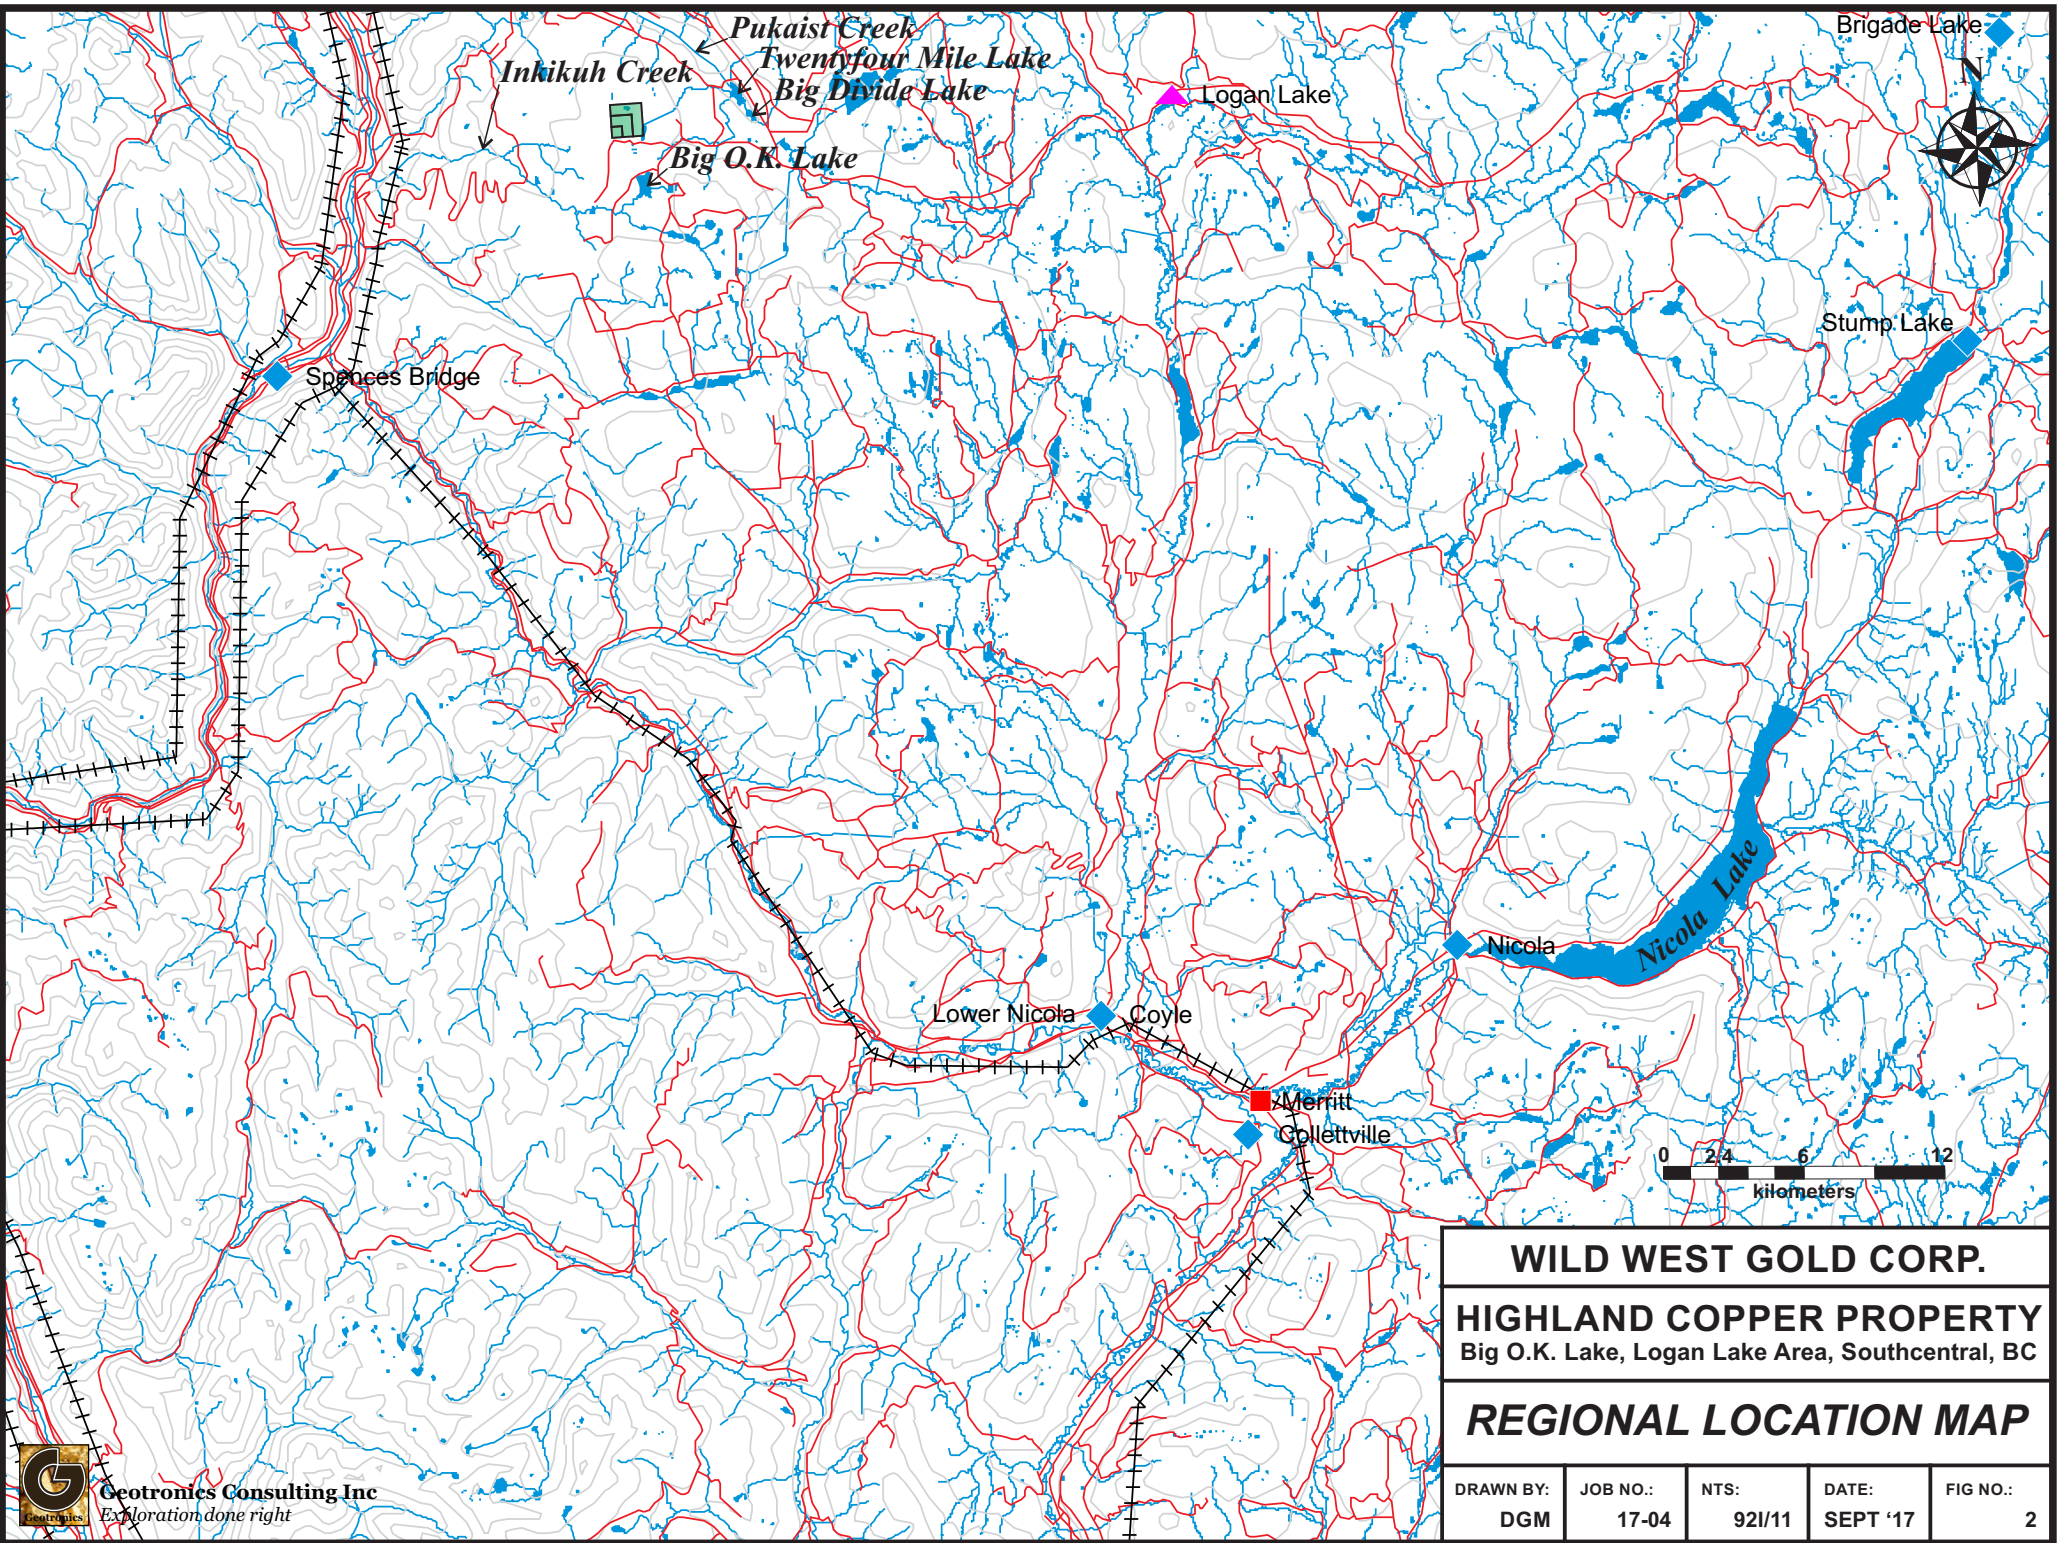 Pukaist Creek
Twentyfour Mile Lake
Inkikuh Creek
Big Divide Lake
Big O.K. Lake
Logan Lake
Brigade Lake
N
Stump Lake
Spences Bridge
Nicola Lake
Nicola
Lower Nicola
Coyle
Merritt
Collettville
0 2.4 6 12
kilometers
WILD WEST GOLD CORP.
HIGHLAND COPPER PROPERTY
Big O.K. Lake, Logan Lake Area, Southcentral, BC
REGIONAL LOCATION MAP
DRAWN BY: JOB NO.: NTS: DATE: FIG NO.:
DGM 17-04 92I/11 SEPT ‘17 2
Geotronics Consulting Inc
Exploration done right
Geotronics